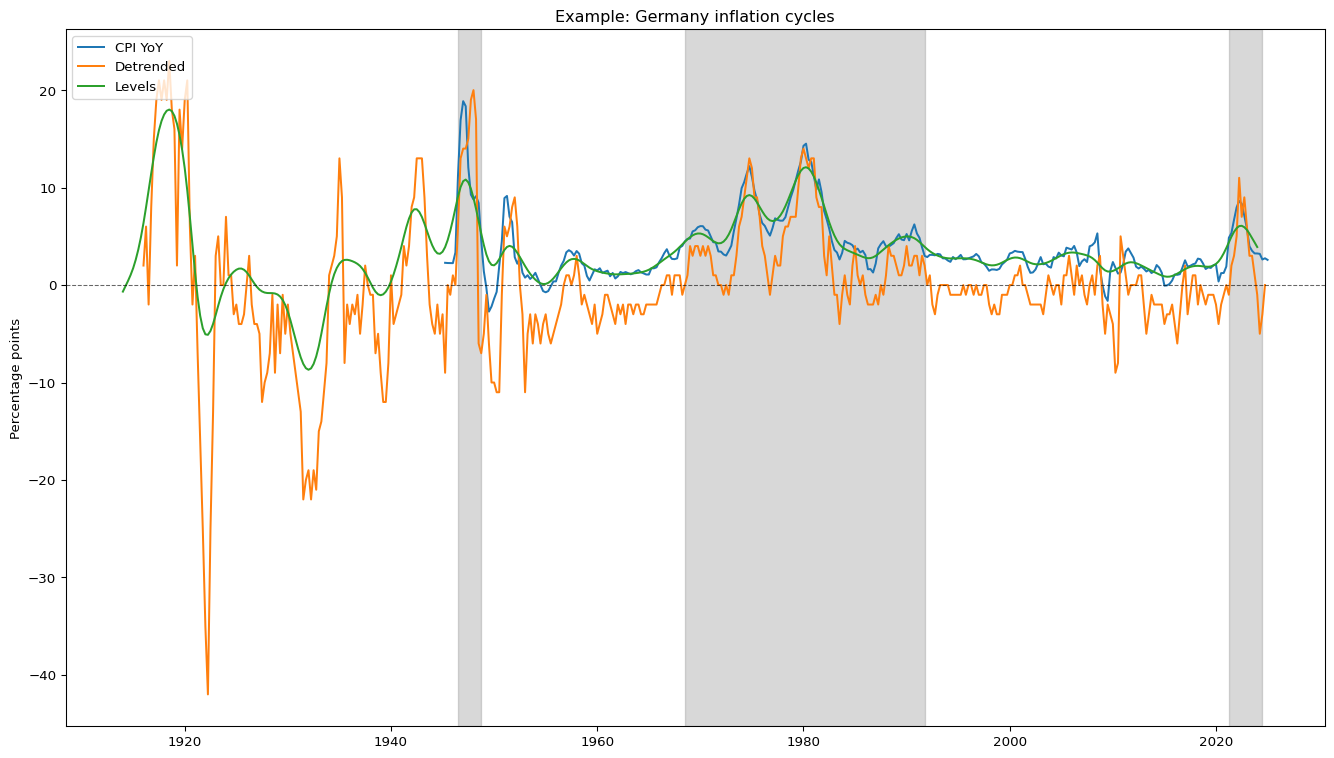 Example: Germany inflation cycles
CPI YoY
Detrended
Levels
Percentage points
20
10
0
−10
−20
−30
−40
1920
1940
1960
1980
2000
2020